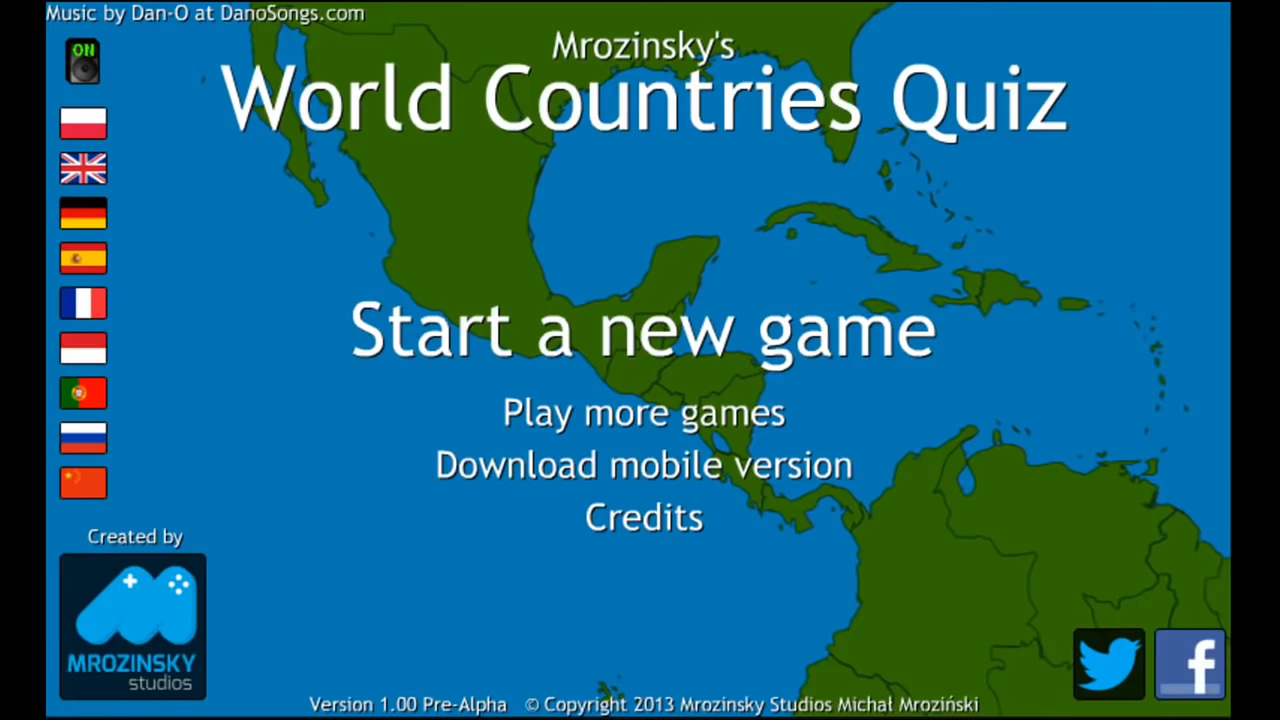 Music by Dan-O at DanoSongs.com
ON
Mrozinsky's
World Countries Quiz
Start a new game
Play more games
Download mobile version
Credits
Created by
MROZINSKY
studios
Version 1.00 Pre-Alpha © Copyright 2013 Mrozinsky Studios Michał Mroziński